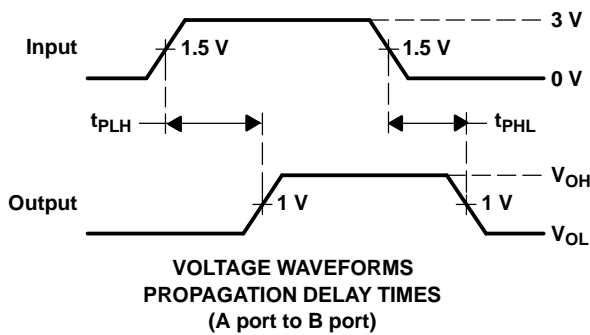 3 V
Input
1.5 V
1.5 V
0 V
tPLH
tPHL
VOH
Output
1 V
1 V
VOL
VOLTAGE WAVEFORMS
PROPAGATION DELAY TIMES
(A port to B port)